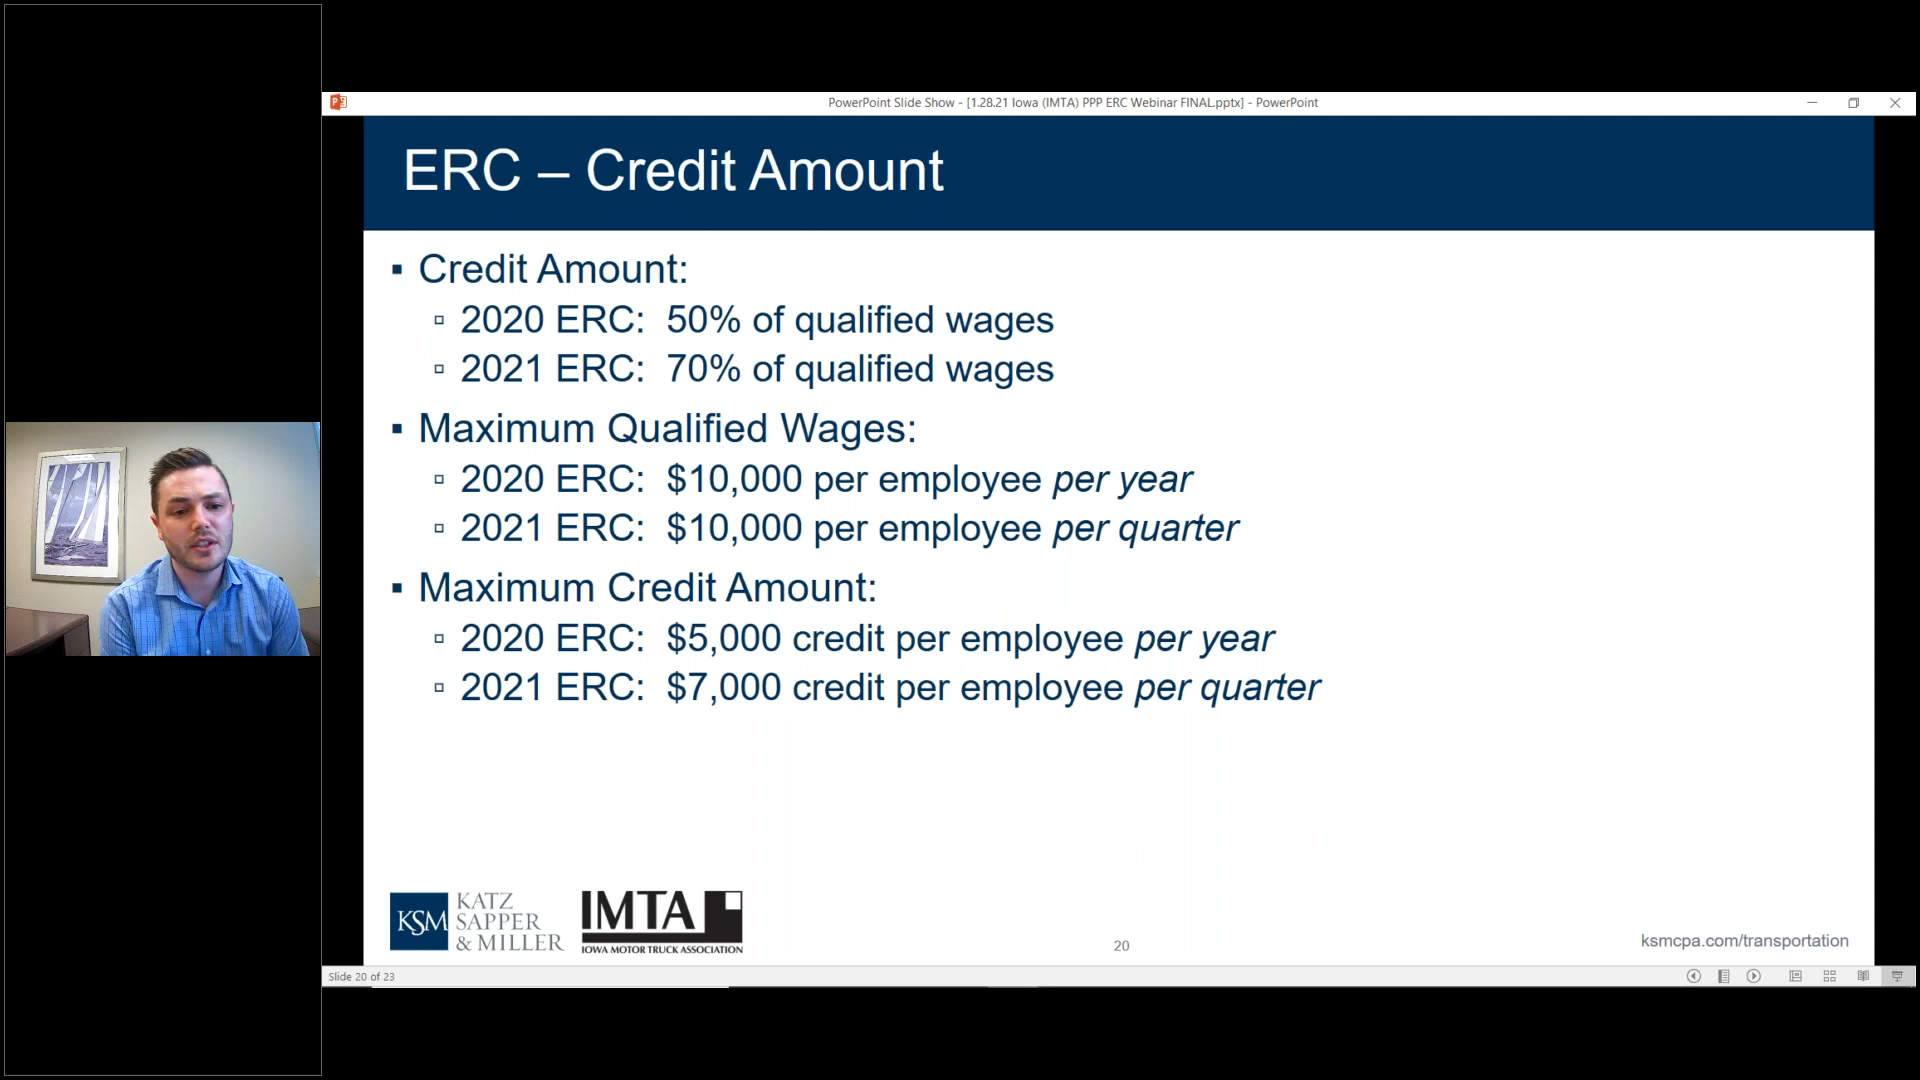 PowerPoint Slide Show - [1.28.21 Iowa (IMTA) PPP ERC Webinar FINAL.pptx] - PowerPoint
ERC – Credit Amount
▪ Credit Amount:
▫ 2020 ERC: 50% of qualified wages
▫ 2021 ERC: 70% of qualified wages
▪ Maximum Qualified Wages:
▫ 2020 ERC: $10,000 per employee per year
▫ 2021 ERC: $10,000 per employee per quarter
▪ Maximum Credit Amount:
▫ 2020 ERC: $5,000 credit per employee per year
▫ 2021 ERC: $7,000 credit per employee per quarter
KSM
KATZ
SAPPER
& MILLER
IMTA
IOWA MOTOR TRUCK ASSOCIATION
20
ksmcpa.com/transportation
Slide 20 of 23